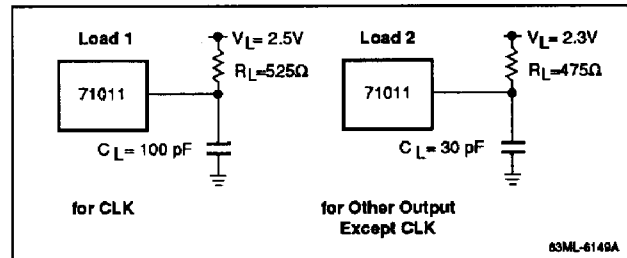 Load 1
V_L= 2.5V
R_L=525Ω
71011
C_L= 100 pF
for CLK
Load 2
V_L= 2.3V
R_L=475Ω
71011
C_L= 30 pF
for Other Output
Except CLK
83ML-6149A